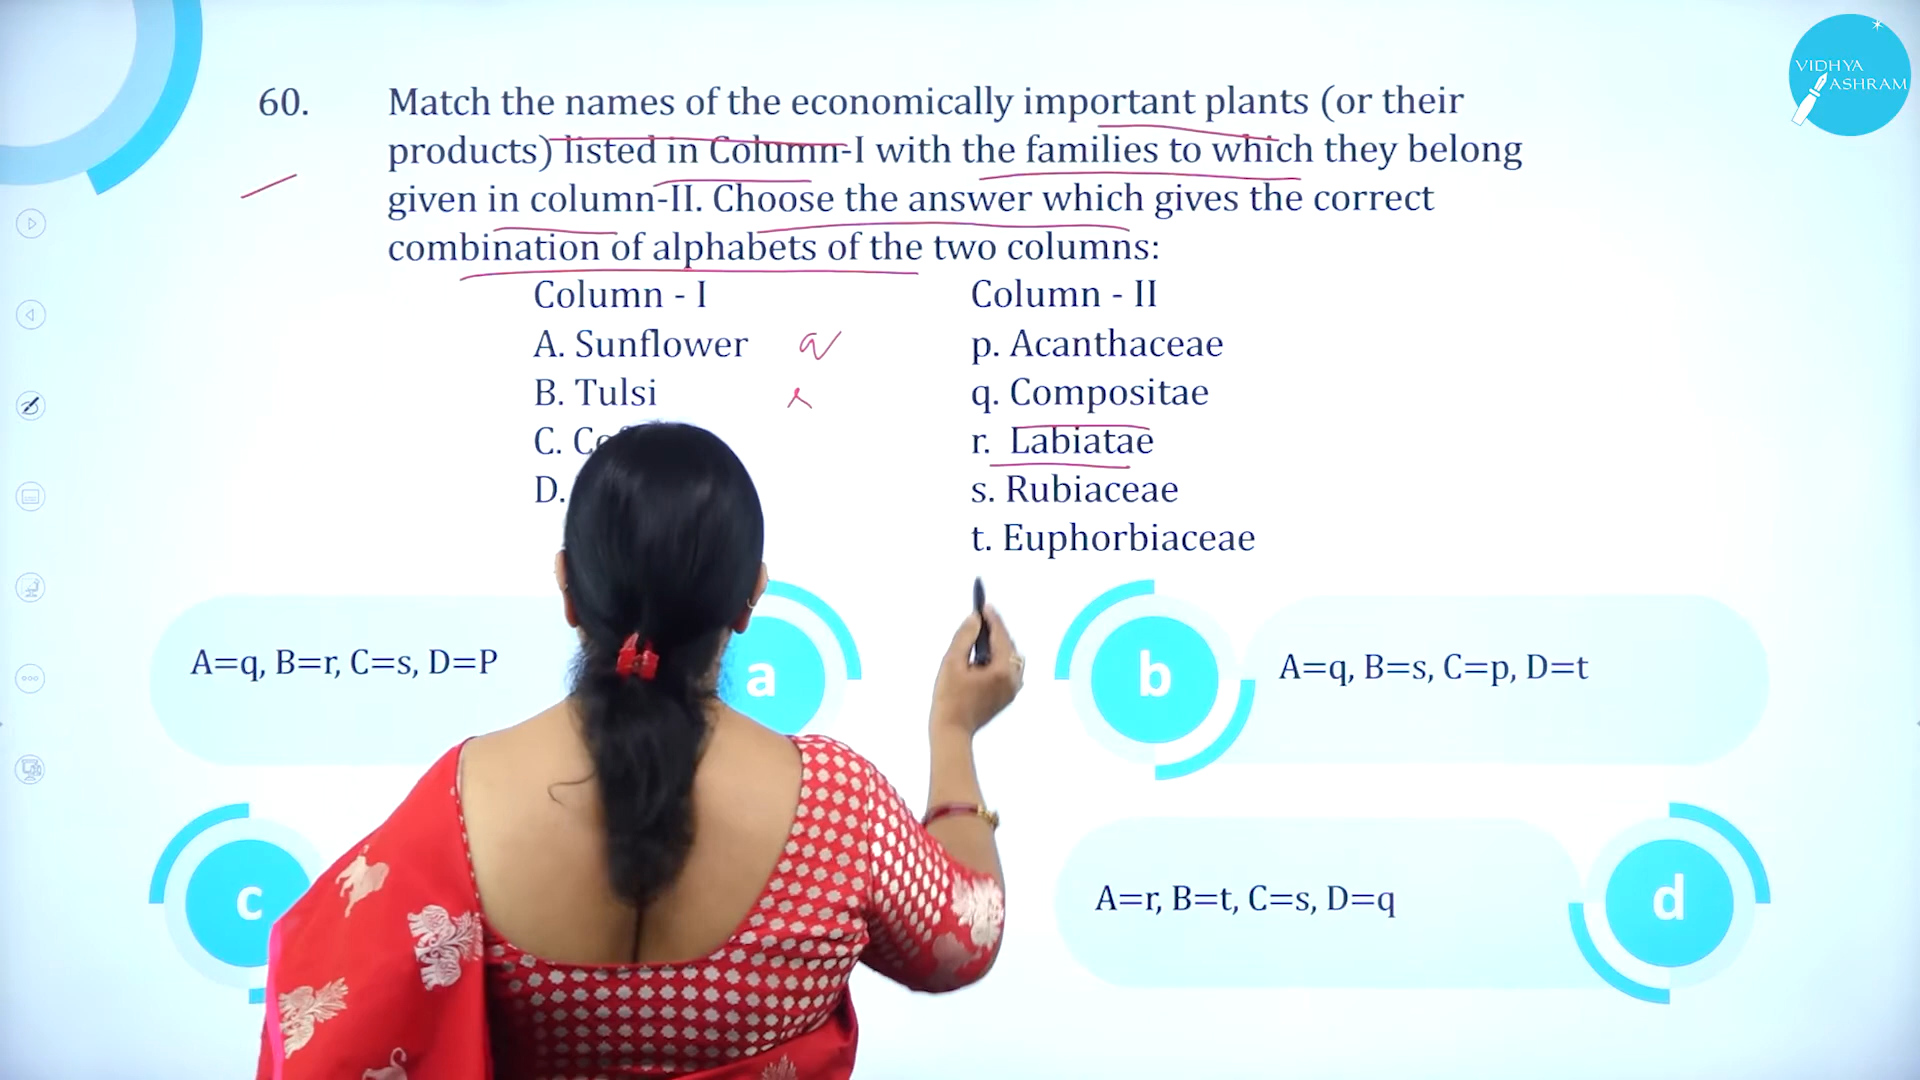 VIDHYA
ASHRAM
60. Match the names of the economically important plants (or their
products) listed in Column-I with the families to which they belong
given in column-II. Choose the answer which gives the correct
combination of alphabets of the two columns:
Column - I Column - II
A. Sunflower q p. Acanthaceae
B. Tulsi r q. Compositae
C. r. Labiatae
D. s. Rubiaceae
t. Euphorbiaceae
A=q, B=r, C=s, D=P a
b A=q, B=s, C=p, D=t
c
A=r, B=t, C=s, D=q d